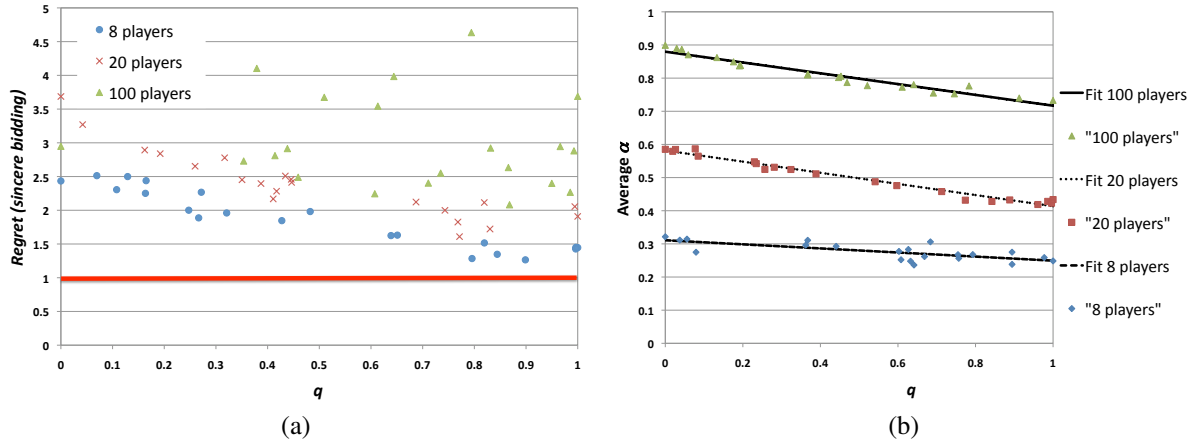 5
4.5
4
3.5
3
2.5
2
1.5
1
0.5
0
Regret (sincere bidding)
8 players
20 players
100 players
0 0.1 0.2 0.3 0.4 0.5 0.6 0.7 0.8 0.9 1
q
(a)
1
0.9
0.8
0.7
0.6
0.5
0.4
0.3
0.2
0.1
0
Average α
0 0.2 0.4 0.6 0.8 1
q
Fit 100 players
"100 players"
Fit 20 players
"20 players"
Fit 8 players
"8 players"
(b)